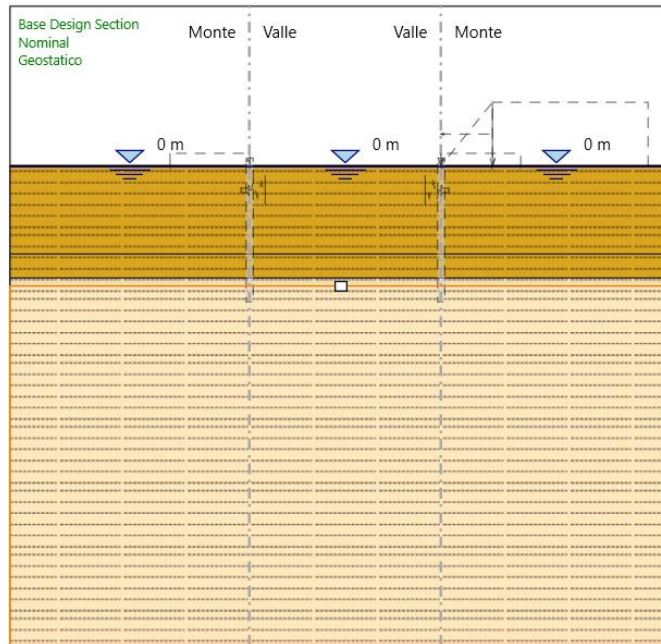 Base Design Section
Nominal
Geostatico
Monte Valle Valle Monte
0 m 0 m 0 m